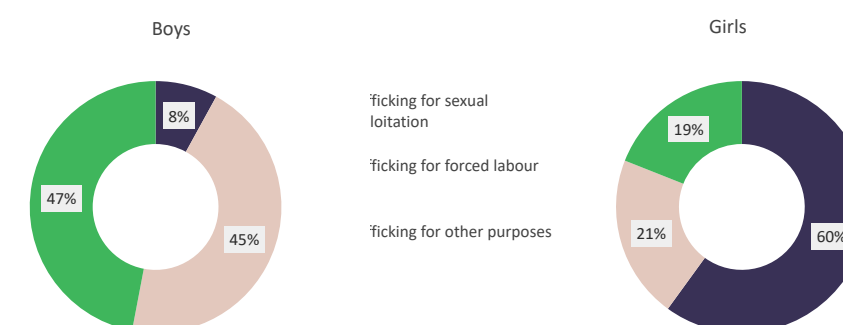 Boys
Girls
ficking for sexual
loitation
ficking for forced labour
ficking for other purposes
8%
47%
45%
19%
21%
60%